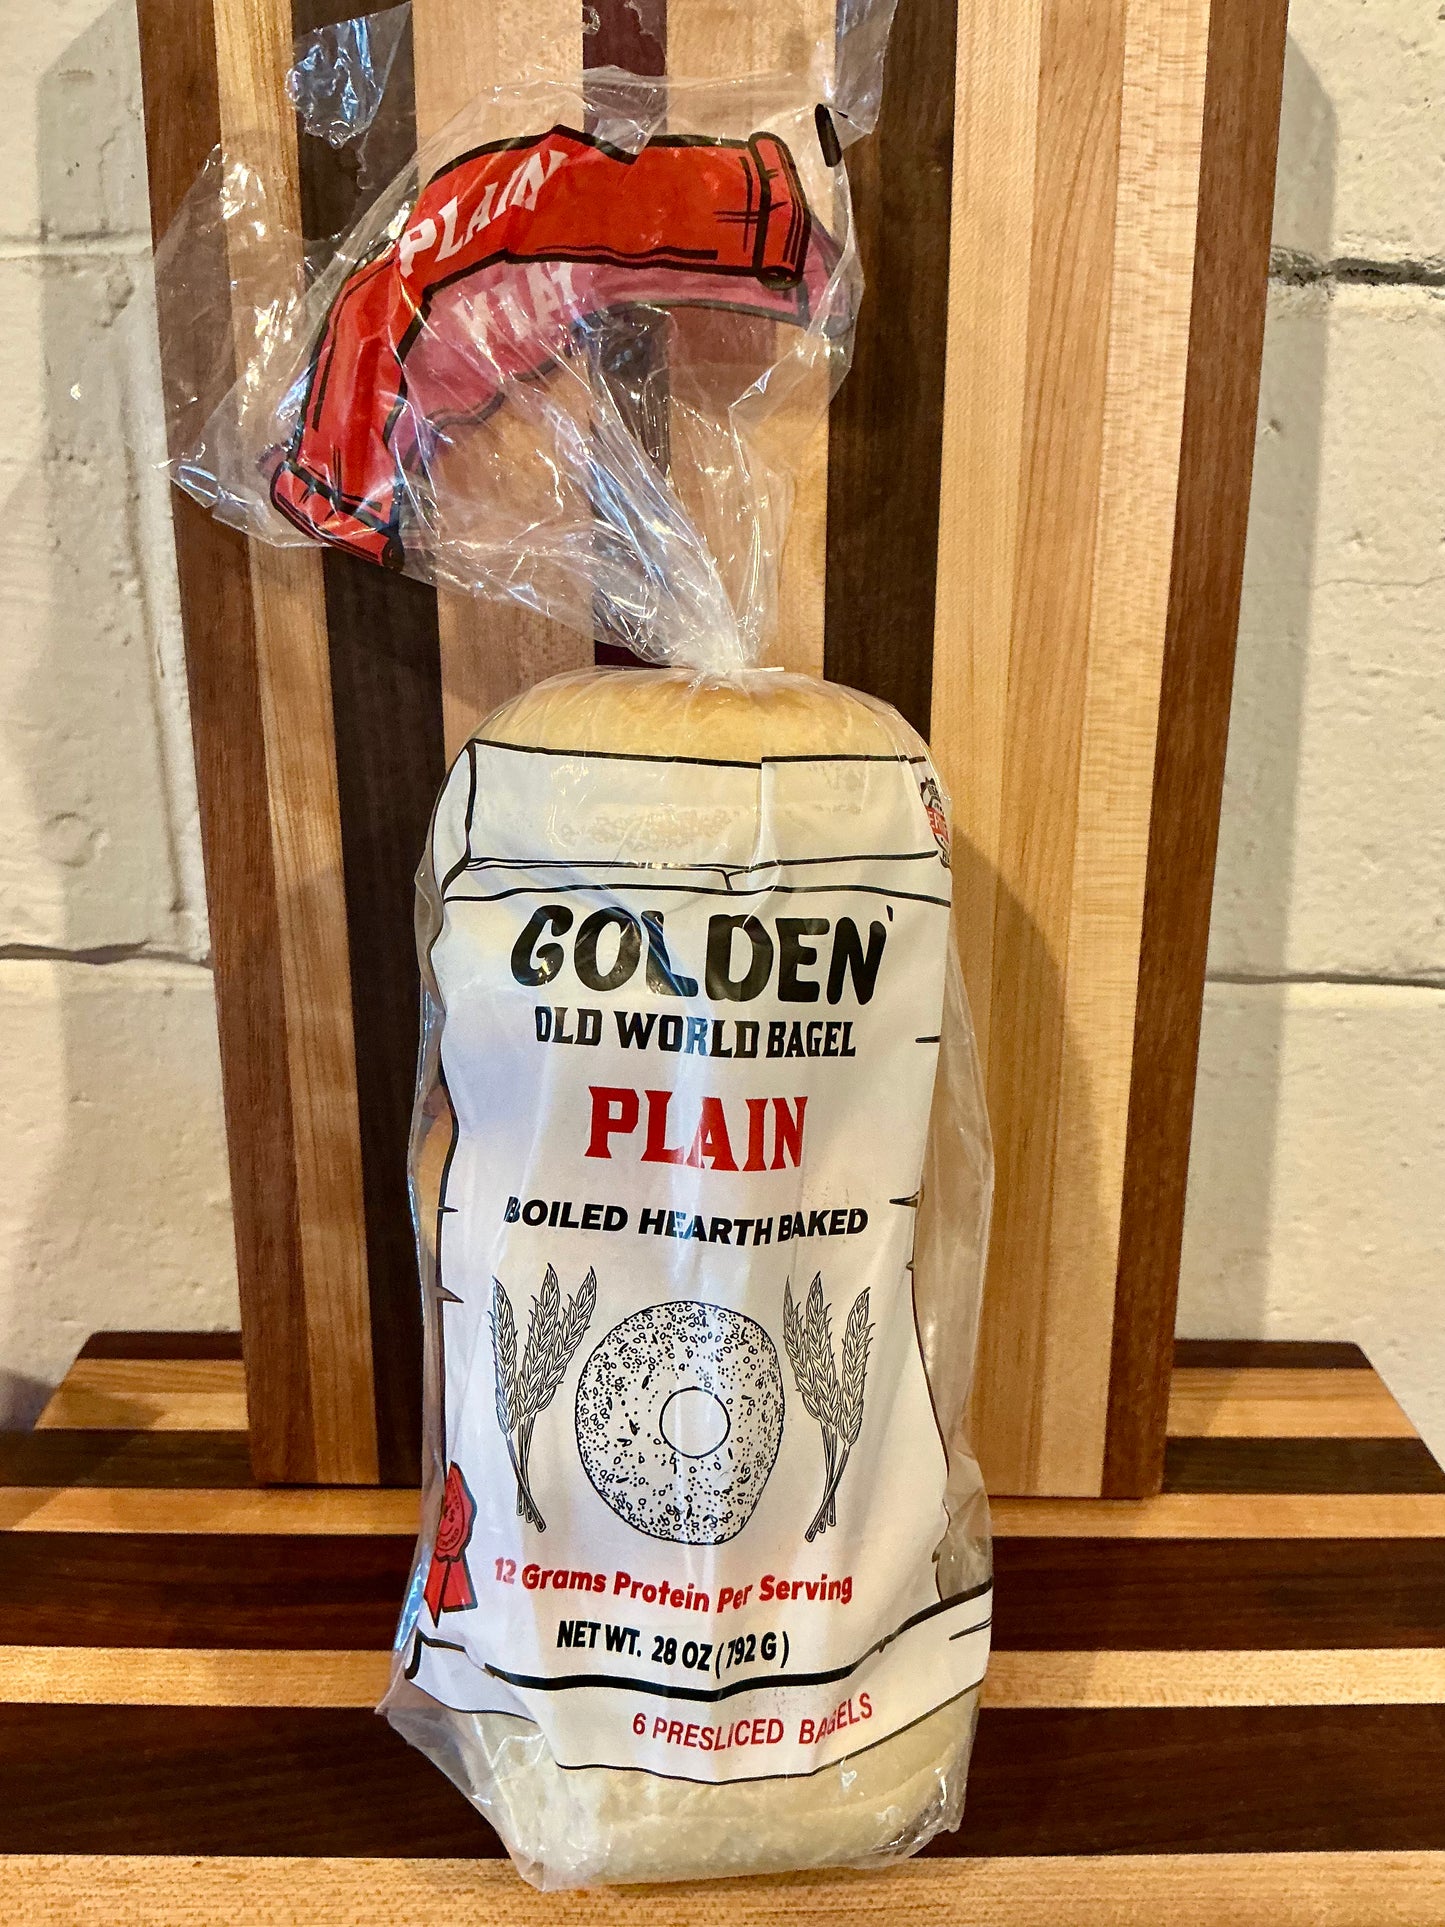 PLAIN
GOLDEN
OLD WORLD BAGEL
PLAIN
BOILED HEARTH BAKED
12 Grams Protein Per Serving
NET WT. 28 OZ ( 792 G )
6 PRESLICED BAGELS